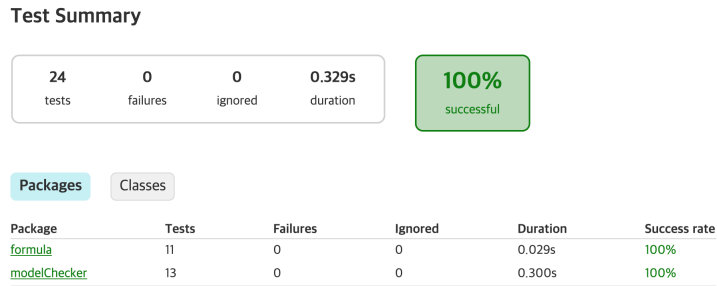 Test Summary
24 0 0 0.329s 100%
tests failures ignored duration successful
Packages Classes
Package Tests Failures Ignored Duration Success rate
formula 11 0 0 0.029s 100%
modelChecker 13 0 0 0.300s 100%